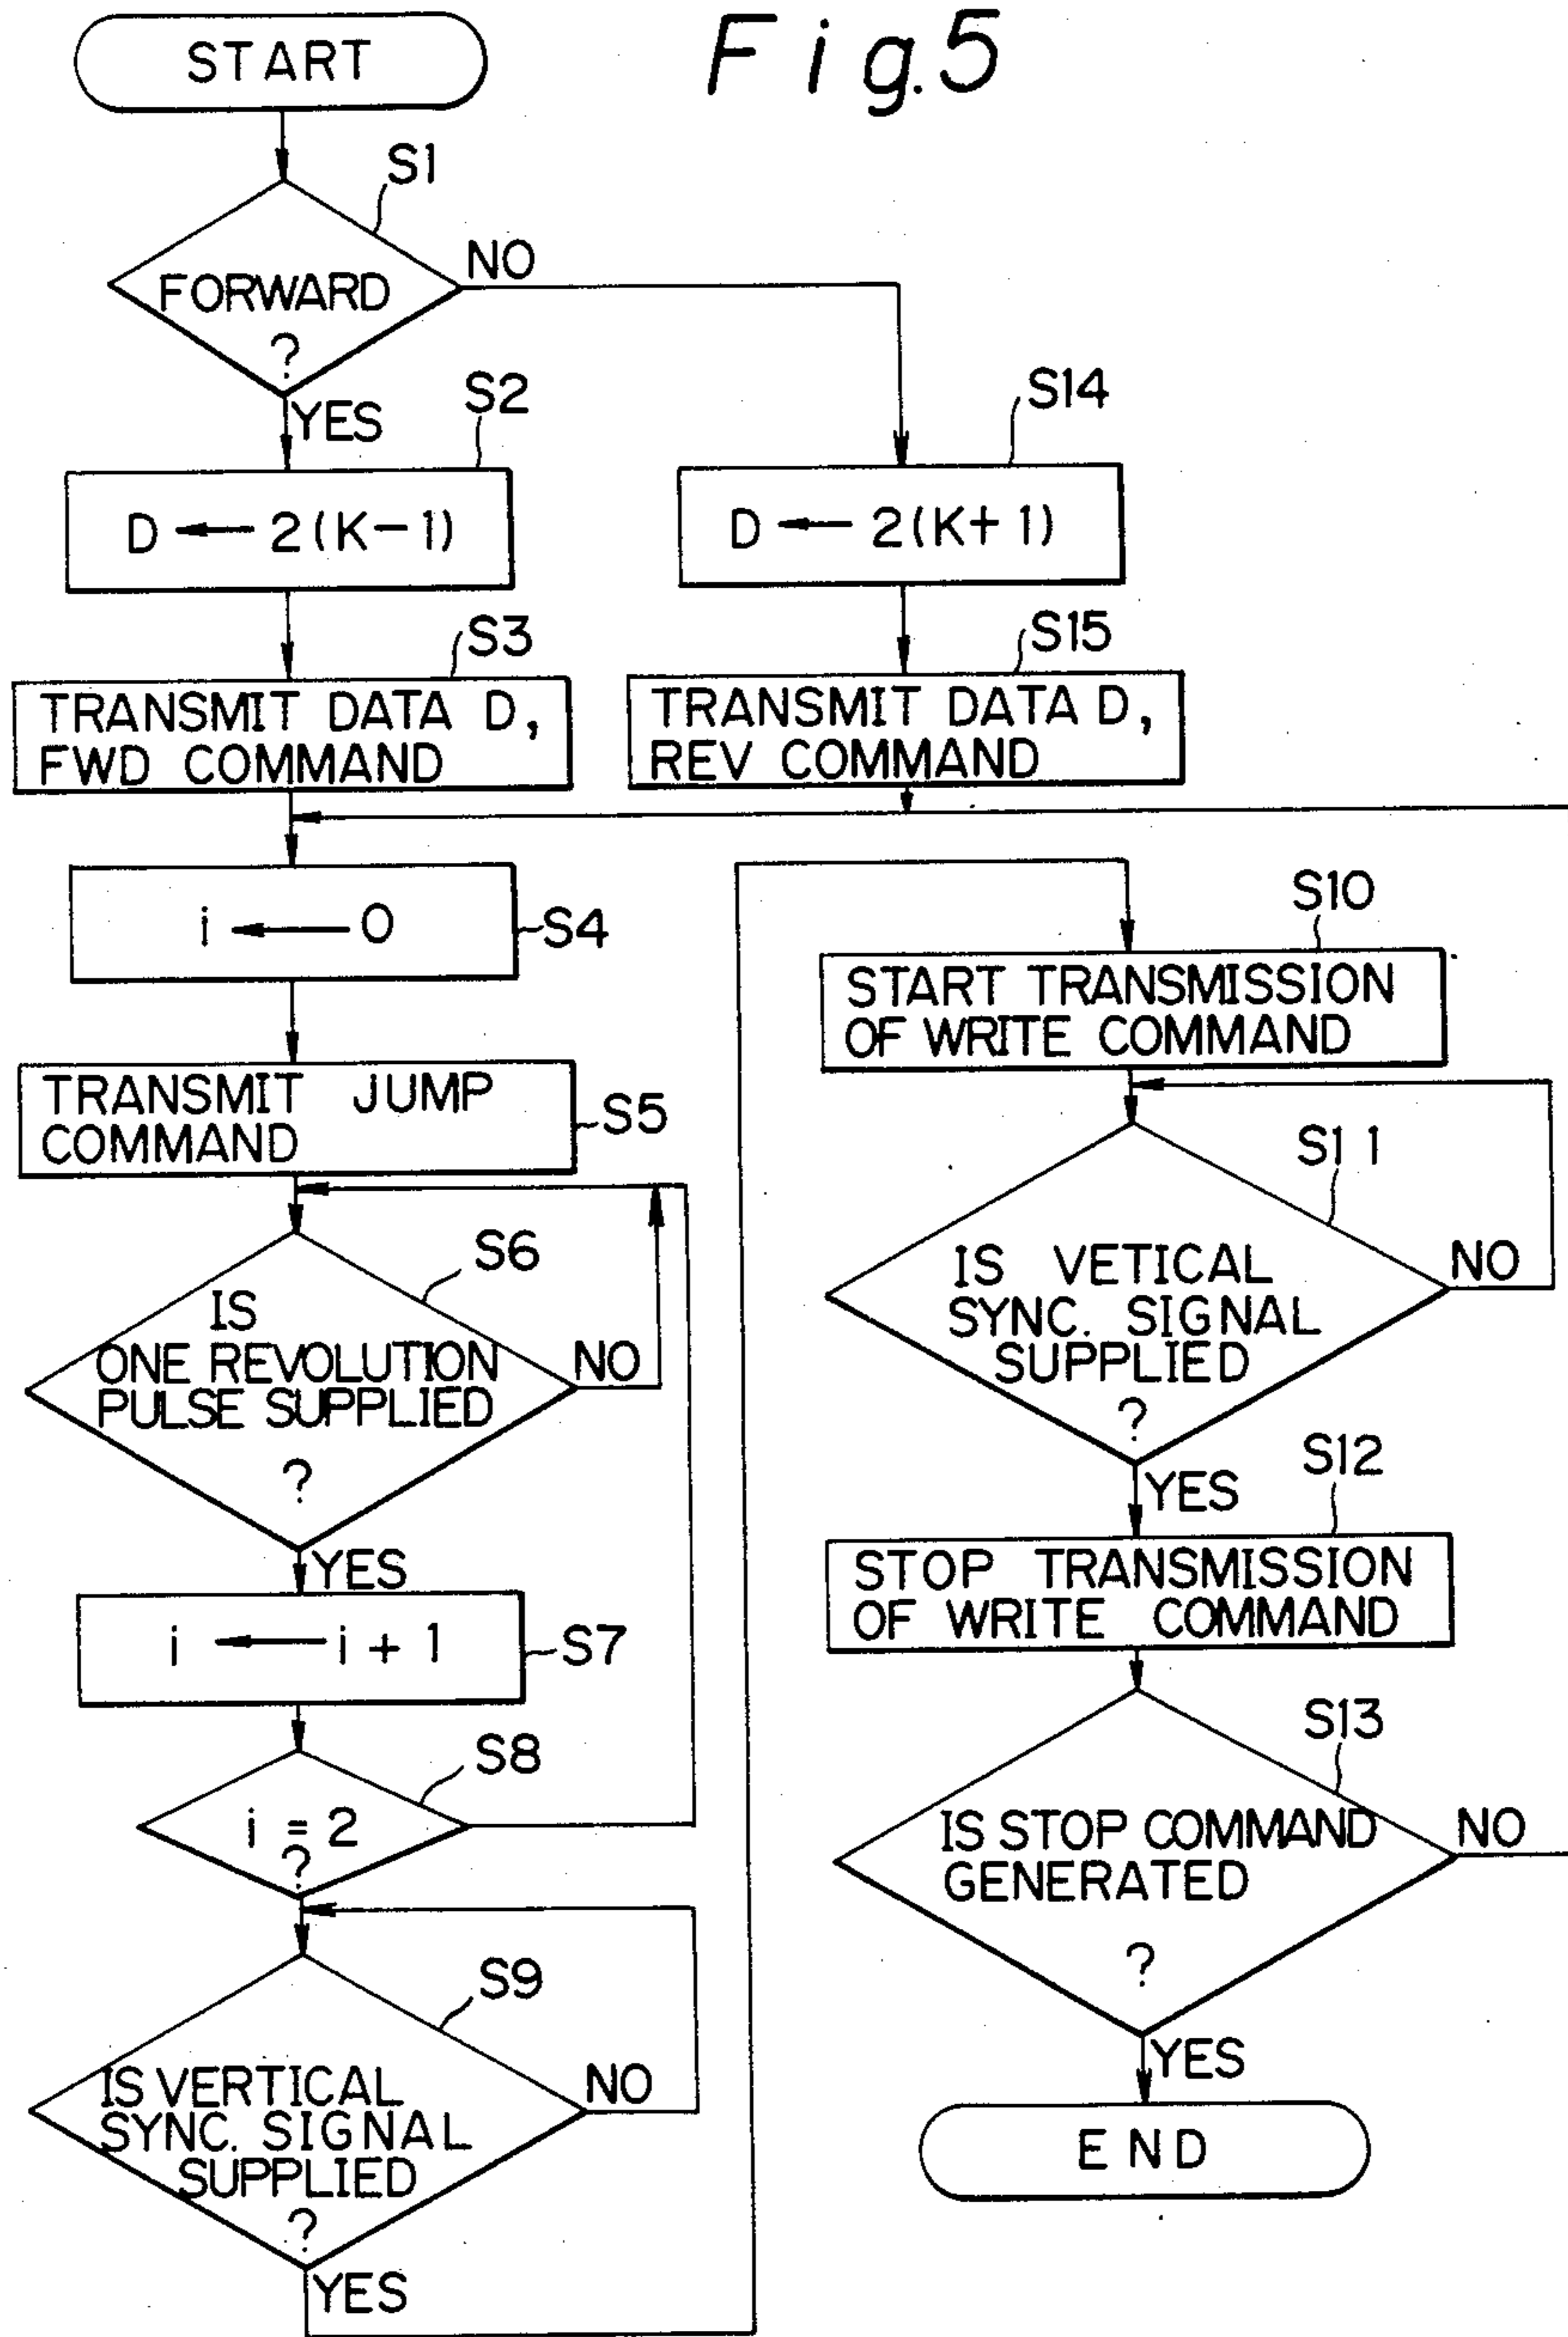 Fig.5
START
S1
FORWARD
?
NO
YES
S2
D ← 2(K-1)
S3
TRANSMIT DATA D,
FWD COMMAND
S14
D ← 2(K+1)
S15
TRANSMIT DATA D,
REV COMMAND
i ← 0
S4
TRANSMIT JUMP
COMMAND
S5
S6
IS
ONE REVOLUTION
PULSE SUPPLIED
?
NO
YES
i ← i + 1
S7
S8
i = 2
?
S9
IS VERTICAL
SYNC. SIGNAL
SUPPLIED
?
NO
YES
S10
START TRANSMISSION
OF WRITE COMMAND
S11
IS VETICAL
SYNC. SIGNAL
SUPPLIED
?
NO
YES
S12
STOP TRANSMISSION
OF WRITE COMMAND
S13
IS STOP COMMAND
GENERATED
?
NO
YES
END